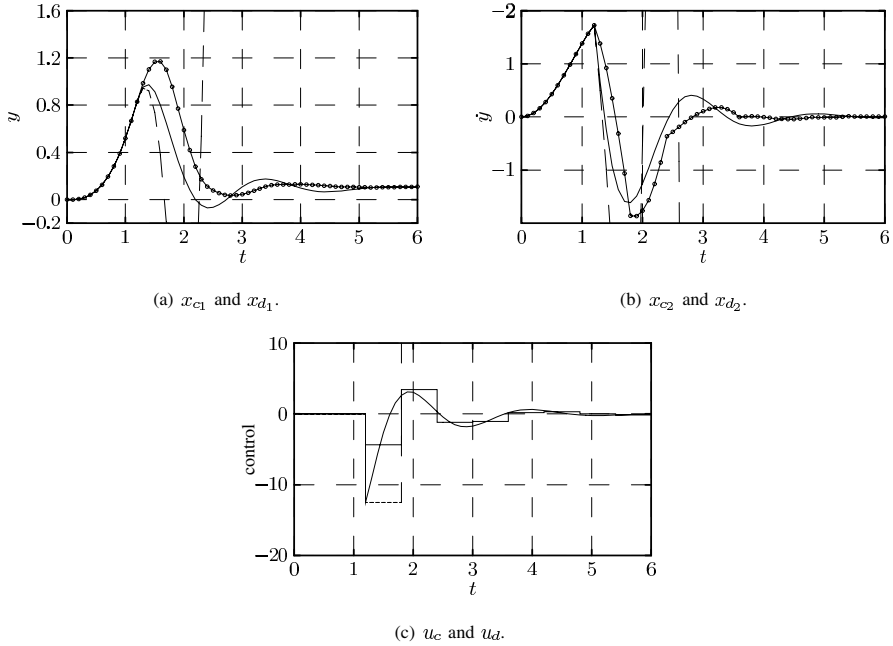 1.6
1.2
0.8
0.4
0
−0.2
y
0 1 2 3 4 5 6
t
(a) x_{c_1} and x_{d_1}.
−2
1
0
−1
ẏ
0 1 2 3 4 5 6
t
(b) x_{c_2} and x_{d_2}.
10
0
−10
−20
control
0 1 2 3 4 5 6
t
(c) u_c and u_d.